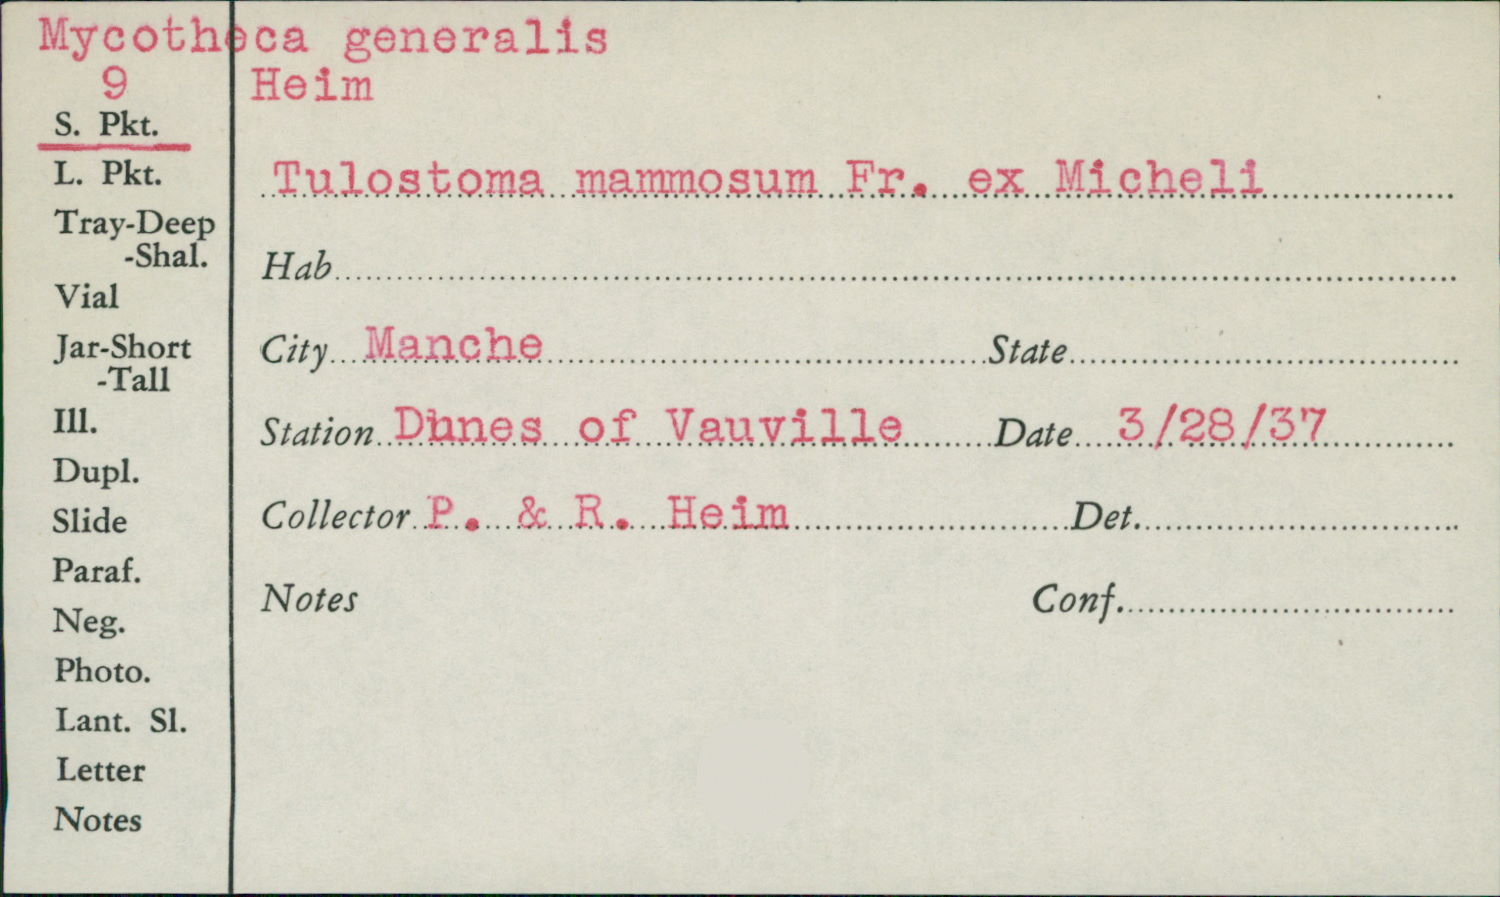 Mycotheca generalis
9 Heim
S. Pkt.
L. Pkt.
Tulostoma mammosum Fr. ex Micheli
Tray-Deep
-Shal.
Hab
Vial
Jar-Short
-Tall
City Manche State
Ill.
Station Dunes of Vauville Date 3/28/37
Dupl.
Slide
Collector P. & R. Heim Det.
Paraf.
Neg.
Notes Conf.
Photo.
Lant. Sl.
Letter
Notes